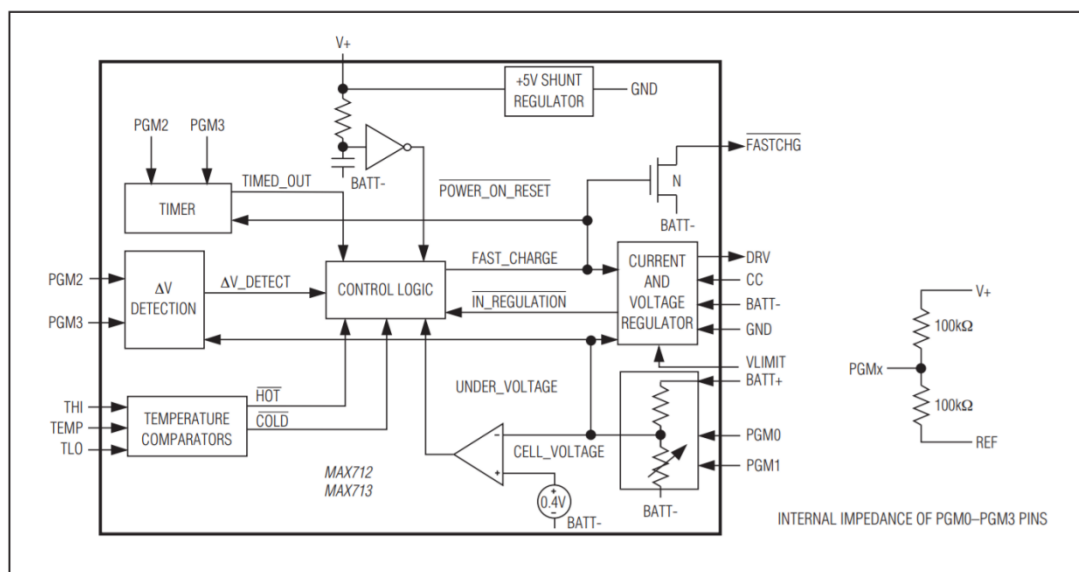 V+
+5V SHUNT
REGULATOR
GND
PGM2
PGM3
FASTCHG
TIMED_OUT
BATT-
POWER_ON_RESET
N
TIMER
BATT-
DRV
FAST_CHARGE
CURRENT
AND
VOLTAGE
REGULATOR
CC
PGM2
ΔV
DETECTION
ΔV_DETECT
CONTROL LOGIC
IN_REGULATION
BATT-
V+
PGM3
GND
100kΩ
VLIMIT
PGMx
UNDER_VOLTAGE
BATT+
HOT
THI
100kΩ
TEMPERATURE
COMPARATORS
COLD
TEMP
PGM0
REF
TLO
CELL_VOLTAGE
-
+
PGM1
MAX712
MAX713
+
0.4V
-
BATT-
BATT-
INTERNAL IMPEDANCE OF PGM0–PGM3 PINS